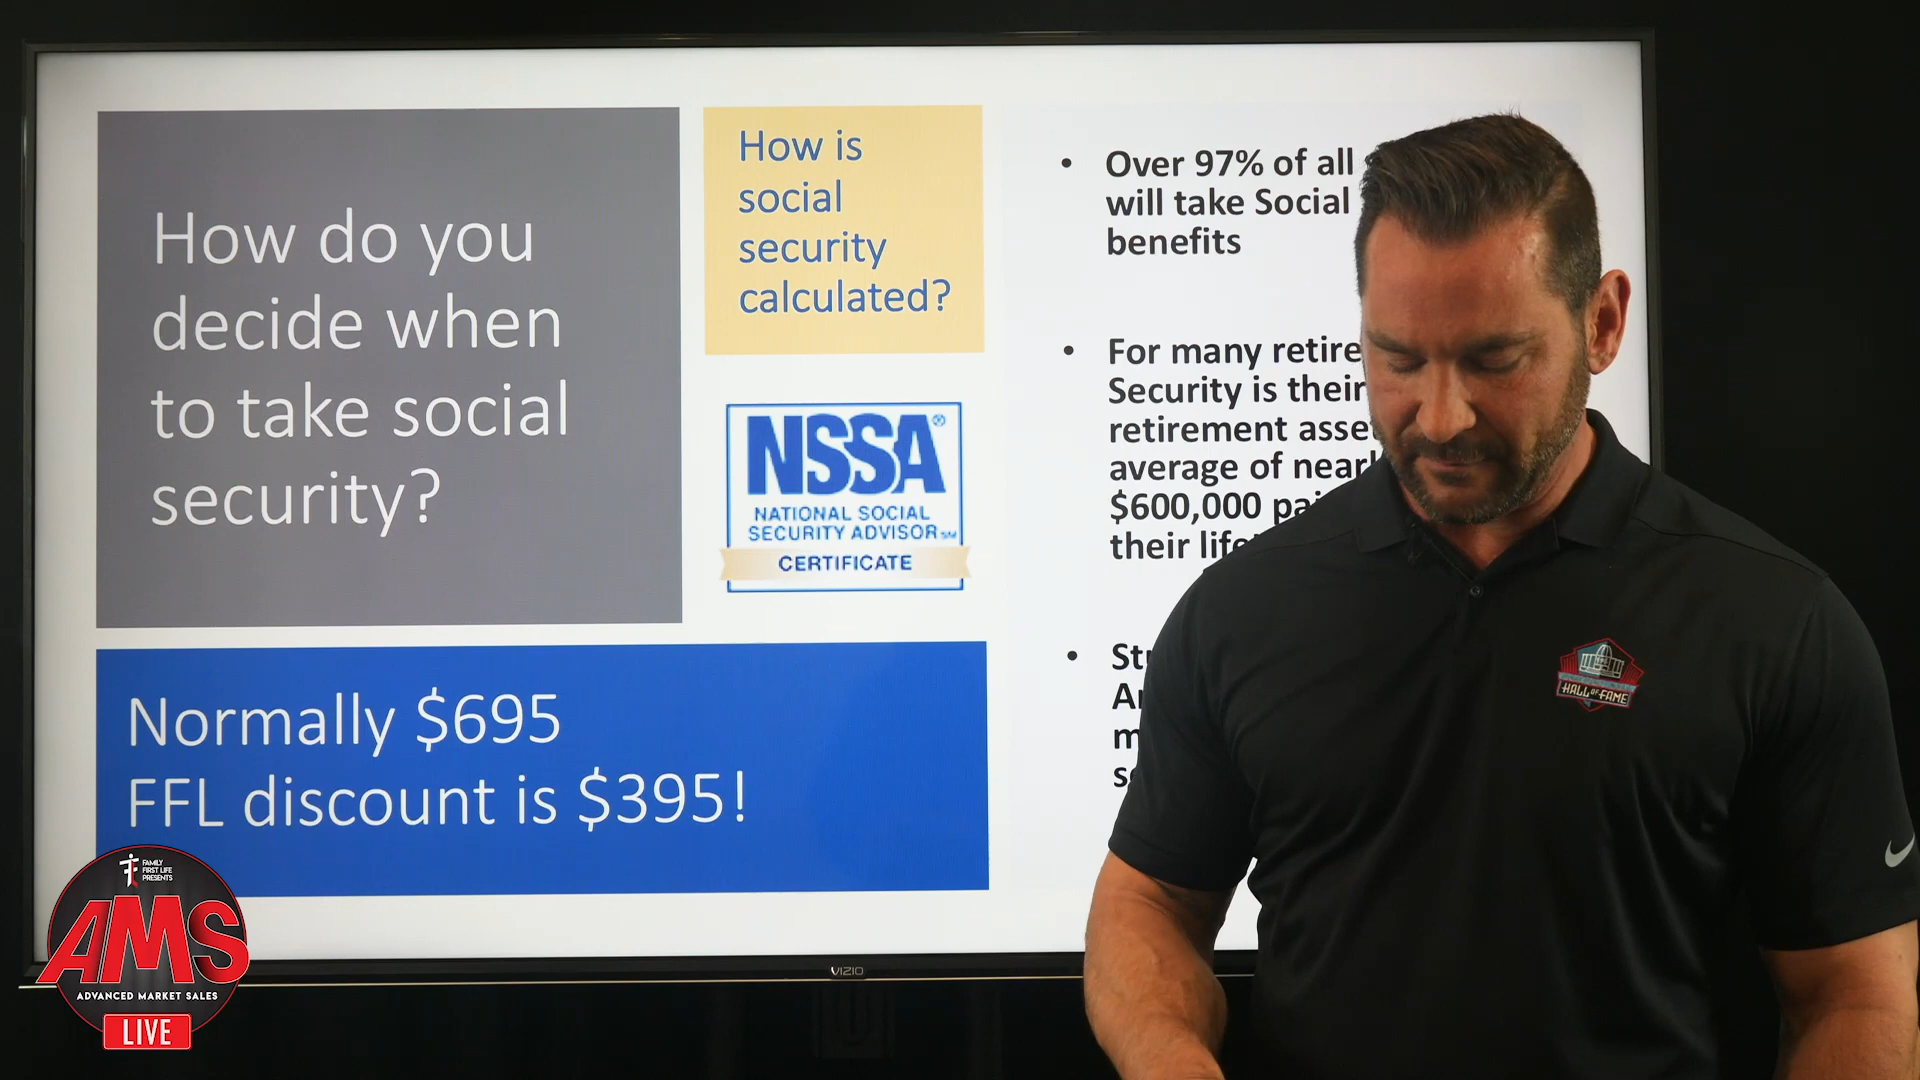 How do you
decide when
to take social
security?
How is
social
security
calculated?
NSSA®
NATIONAL SOCIAL
SECURITY ADVISOR SM
CERTIFICATE
Normally $695
FFL discount is $395!
• Over 97% of all
will take Social
benefits
• For many
Security is their
retirement
average of
$600,000
their
•
VIZIO
HALL OF FAME
FAMILY
FIRST LIFE
PRESENTS
AMS
ADVANCED MARKET SALES
LIVE